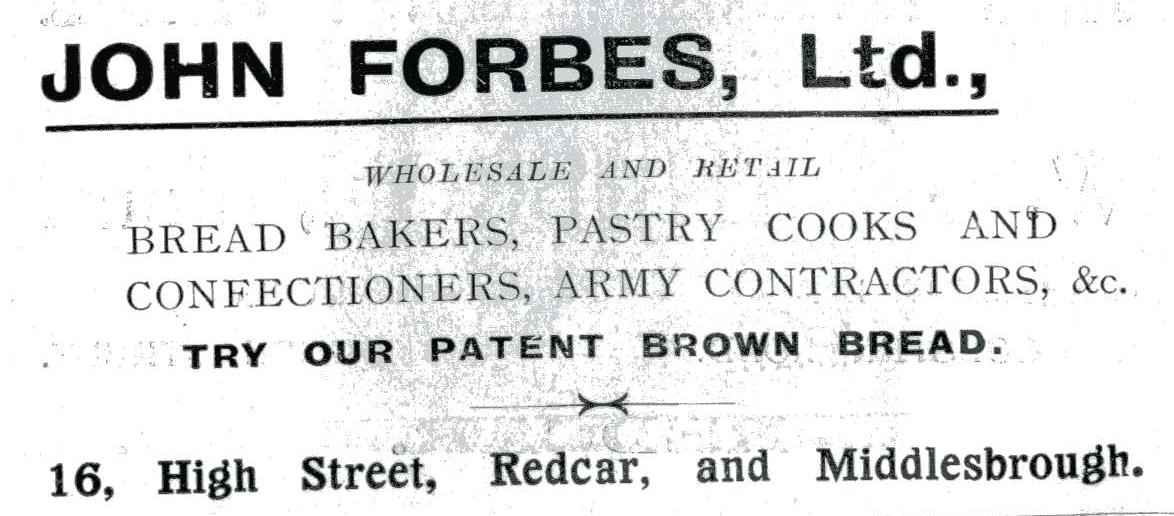 JOHN FORBES, Ltd.,
WHOLESALE AND RETAIL
BREAD BAKERS, PASTRY COOKS AND
CONFECTIONERS, ARMY CONTRACTORS, &c.
TRY OUR PATENT BROWN BREAD.
16, High Street, Redcar, and Middlesbrough.